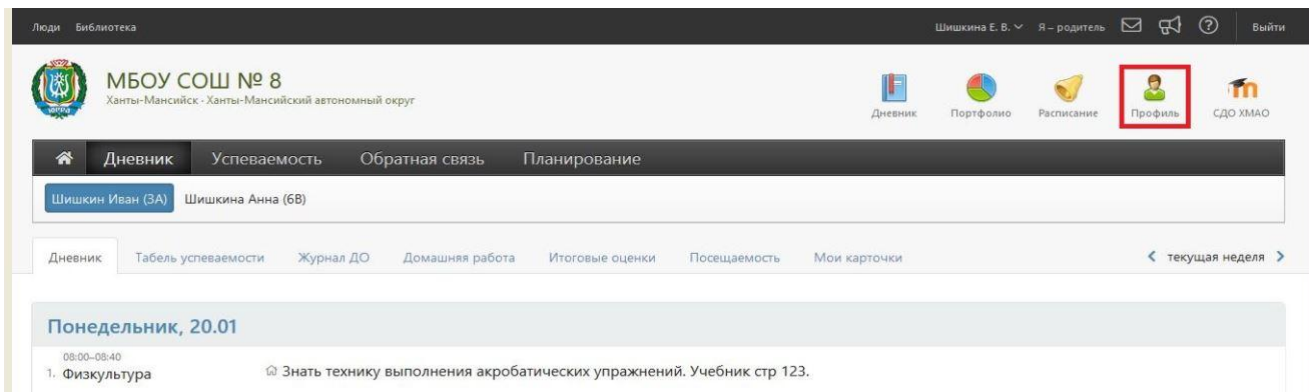 Люди Библиотека Шишкина Е. В. Я – родитель Выйти
МБОУ СОШ № 8
Ханты-Мансийск - Ханты-Мансийский автономный округ
Дневник Портфолио Расписание Профиль СДО ХМАО
Дневник Успеваемость Обратная связь Планирование
Шишкин Иван (3А) Шишкина Анна (6В)
Дневник Табель успеваемости Журнал ДО Домашняя работа Итоговые оценки Посещаемость Мои карточки текущая неделя
Понедельник, 20.01
08:00–08:40
1. Физкультура Знать технику выполнения акробатических упражнений. Учебник стр 123.